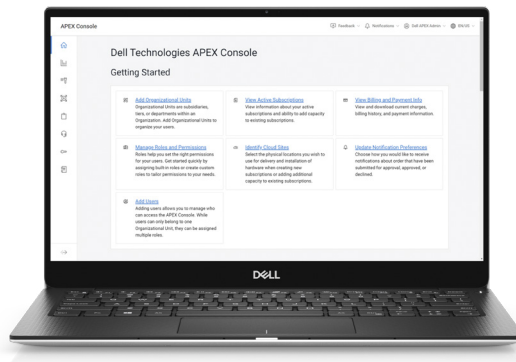 APEX Console
Feedback
Notifications
Dell APEX Admin
EN/US
Dell Technologies APEX Console
Getting Started
Add Organizational Units
Organizational Units are subsidiaries,
tiers, or departments within an
Organization. Add Organizational Units to
organize your users.
View Active Subscriptions
View information about your active
subscriptions and ability to add capacity
to existing subscriptions.
View Billing and Payment Info
View and download current charges,
billing history, and payment information.
Manage Roles and Permissions
Roles help you set the right permissions
for your users. Get started quickly by
assigning built-in roles or create custom
roles to tailor permissions to your needs.
Identify Cloud Sites
Select the physical locations you wish to
use for delivery and installation of
hardware when creating new
subscriptions or adding additional
capacity to existing subscriptions.
Update Notification Preferences
Choose how you would like to receive
notifications about order that have been
submitted for approval, approved, or
declined.
Add Users
Adding users allows you to manage who
can access the APEX Console. While
users can only belong to one
Organizational Unit, they can be assigned
multiple roles.
DELL